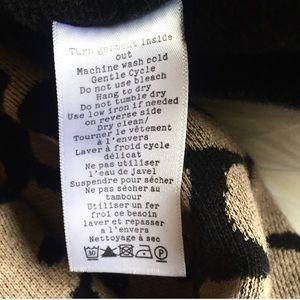 Turn garment inside
out
Machine wash cold
Gentle Cycle
Do not use bleach
Hang to dry
Do not tumble dry
Use low iron if needed
on reverse side
Dry clean/
Tourner le vêtement
à l'envers
Laver à froid cycle
délicat
Ne pas utiliser
l'eau de javel
Suspendre pour sécher
Ne pas sécher au
tambour
Utiliser un fer
froid ce besoin
laver et repasser
a l'envers
Nettoyage à sec
30 P